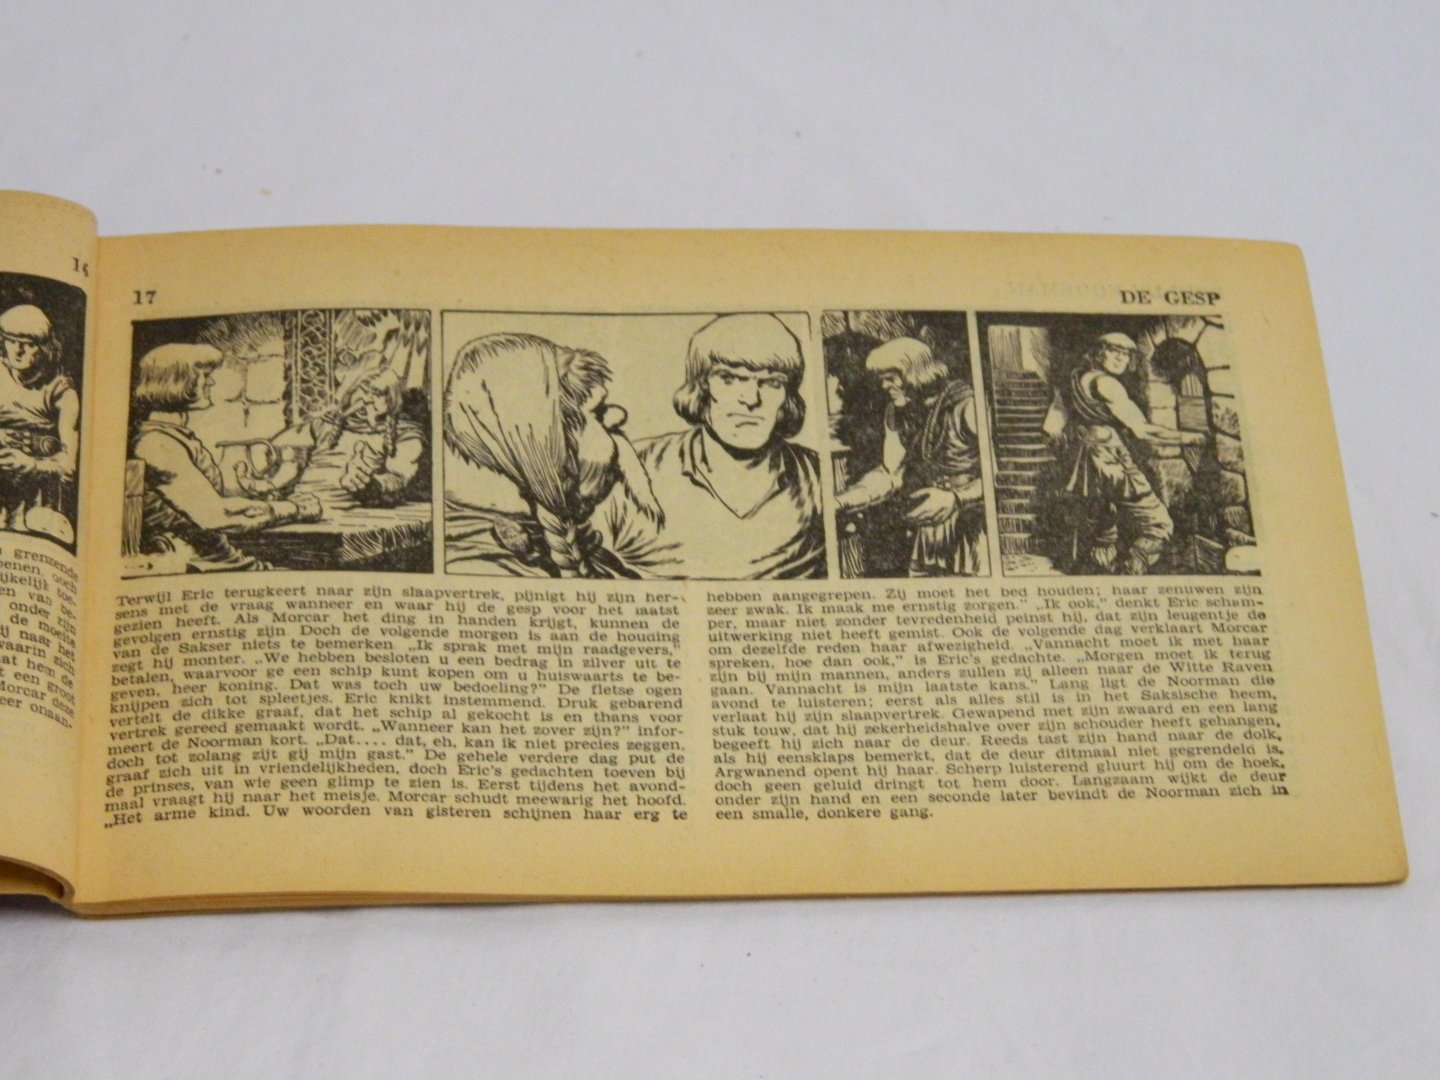 16
grenzende
ondes zijn
de moeite
naar het
waarin zich
hem de
een groot
Morcar deze
17
DE GESP
Terwijl Eric terugkeert naar zijn slaapvertrek, pijnigt hij zijn her-
sens met de vraag wanneer en waar hij de gesp voor het laatst
gezien heeft. Als Morcar het ding in handen krijgt, kunnen de
gevolgen ernstig zijn. Doch de volgende morgen is aan de houding
van de Sakser niets te bemerken. „Ik sprak met mijn raadgevers,"
zegt hij monter. „We hebben besloten u een bedrag in zilver uit te
betalen, waarvoor ge een schip kunt kopen om u huiswaarts te be-
geven, heer koning. Dat was toch uw bedoeling?" De fletse ogen
knijpen zich tot spleetjes. Eric knikt instemmend. Druk gebarend
vertelt de dikke graaf, dat het schip al gekocht is en thans voor
vertrek gereed gemaakt wordt. „Wanneer kan het zover zijn?" infor-
meert de Noorman kort. „Dat.... dat, eh, kan ik niet precies zeggen,
doch tot zolang zijt gij mijn gast." De gehele verdere dag put de
graaf zich uit in vriendelijkheden, doch Eric's gedachten toeven bij
de prinses, van wie geen glimp te zien is. Eerst tijdens het avond-
maal vraagt hij naar het meisje. Morcar schudt meewarig het hoofd.
„Het arme kind. Uw woorden van gisteren schijnen haar erg te
hebben aangegrepen. Zij moet het bed houden; haar zenuwen zijn
zeer zwak. Ik maak me ernstig zorgen." „Ik ook," denkt Eric scham-
per, maar niet zonder tevredenheid peinst hij, dat zijn leugentje de
uitwerking niet heeft gemist. Ook de volgende dag verklaart Morcar
om dezelfde reden haar afwezigheid. „Vannacht moet ik met haar
spreken, hoe dan ook," is Eric's gedachte. „Morgen moet ik terug
zijn bij mijn mannen, anders zullen zij alleen naar de Witte Raven
gaan. Vannacht is mijn laatste kans." Lang ligt de Noorman die
avond te luisteren; eerst als alles stil is in het Saksische heem,
verlaat hij zijn slaapvertrek. Gewapend met zijn zwaard en een lang
stuk touw, dat hij zekerheidshalve over zijn schouder heeft gehangen,
begeeft hij zich naar de deur. Reeds tast zijn hand naar de dolk,
als hij eensklaps bemerkt, dat de deur ditmaal niet gegrendeld is.
Argwanend opent hij haar. Scherp luisterend gluurt hij om de hoek,
doch geen geluid dringt tot hem door. Langzaam wijkt de deur
onder zijn hand en een seconde later bevindt de Noorman zich in
een smalle, donkere gang.